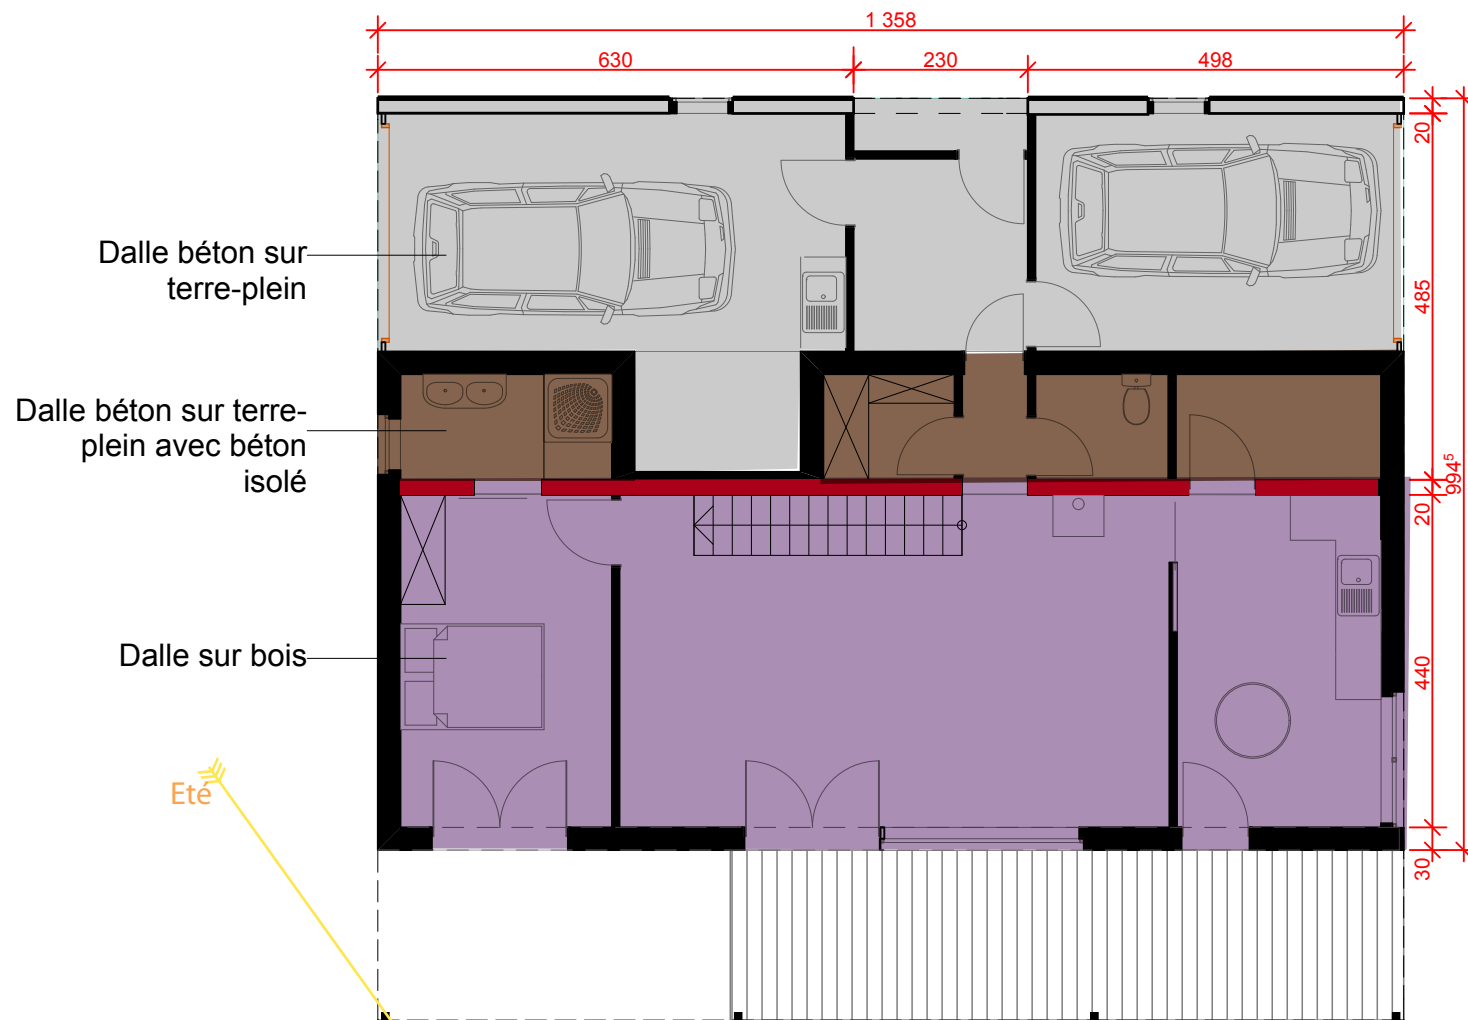 1 358
630
230
498
20
Dalle béton sur
terre-plein
485
Dalle béton sur terre-
plein avec béton
isolé
994⁵
20
Dalle sur bois
440
Eté
30